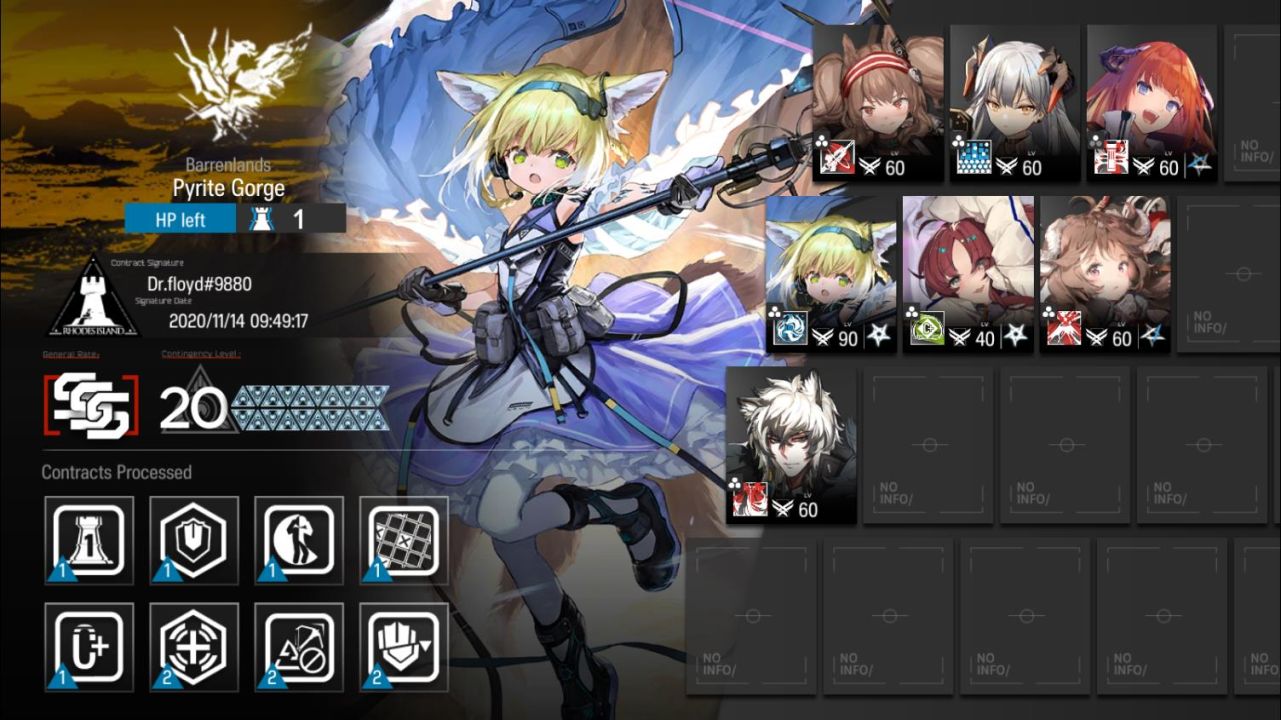 Barrenlands
Pyrite Gorge
HP left 1
Contract Signature
Dr.floyd#9880
Signature Date
2020/11/14 09:49:17
RHODES ISLAND
General Rate:
Contingency Level :
20
Contracts Processed
1
1
1
1
1
1
2
2
2
LV
60
LV
60
LV
60
NO
INFO/
LV
90
LV
40
LV
60
NO
INFO/
LV
60
NO
INFO/
NO
INFO/
NO
INFO/
NO
INFO/
NO
INFO/
NO
INFO/
NO
INFO/
NO
INFO/